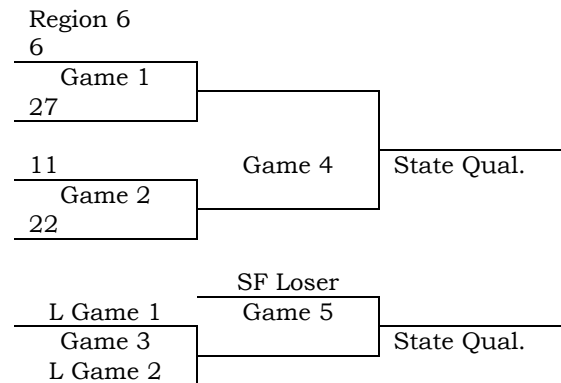 Region 6
6
Game 1
27
11
Game 4
State Qual.
Game 2
22
SF Loser
L Game 1
Game 5
Game 3
State Qual.
L Game 2